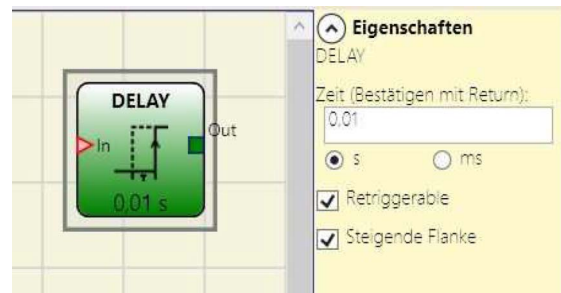 DELAY
In
Out
0,01 s
Eigenschaften
DELAY
Zeit (Bestätigen mit Return):
0,01
s
ms
Retriggerable
Steigende Flanke